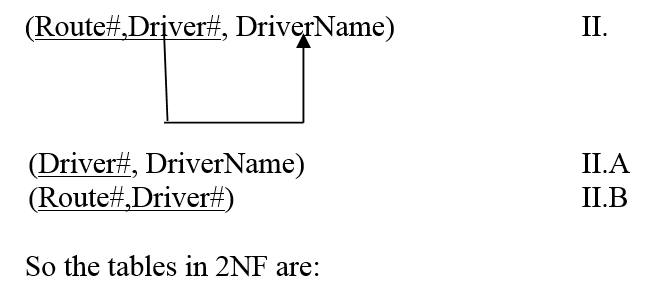 (Route#,Driver#, DriverName) II.
(Driver#, DriverName) II.A
(Route#,Driver#) II.B
So the tables in 2NF are: